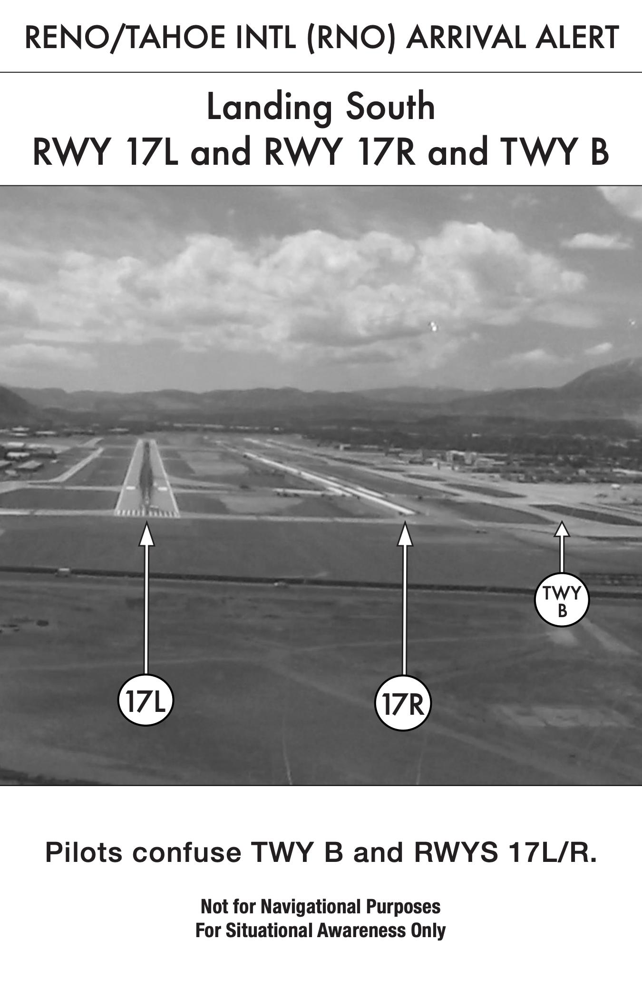 RENO/TAHOE INTL (RNO) ARRIVAL ALERT
Landing South
RWY 17L and RWY 17R and TWY B
TWY
B
17L
17R
Pilots confuse TWY B and RWYS 17L/R.
Not for Navigational Purposes
For Situational Awareness Only